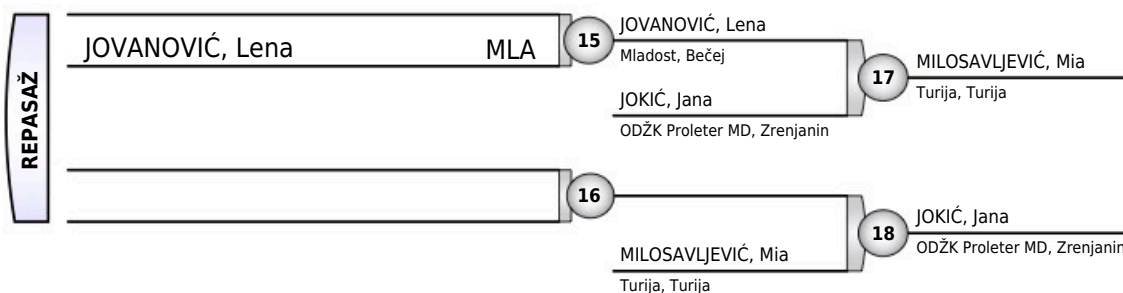 REPASAŽ
JOVANOVIĆ, Lena MLA
15
JOVANOVIĆ, Lena
Mladost, Bečej
JOKIĆ, Jana
ODŽK Proleter MD, Zrenjanin
17
MILOSAVLJEVIĆ, Mia
Turija, Turija
16
MILOSAVLJEVIĆ, Mia
Turija, Turija
18
JOKIĆ, Jana
ODŽK Proleter MD, Zrenjanin